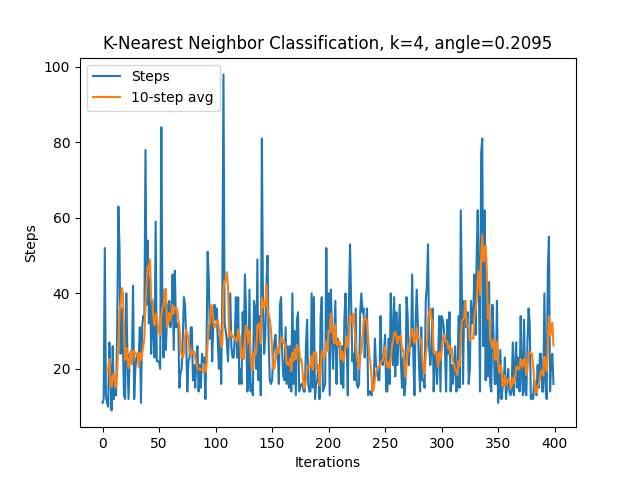 K-Nearest Neighbor Classification, k=4, angle=0.2095
Steps
10-step avg
100
80
60
40
20
Steps
0
50
100
150
200
250
300
350
400
Iterations